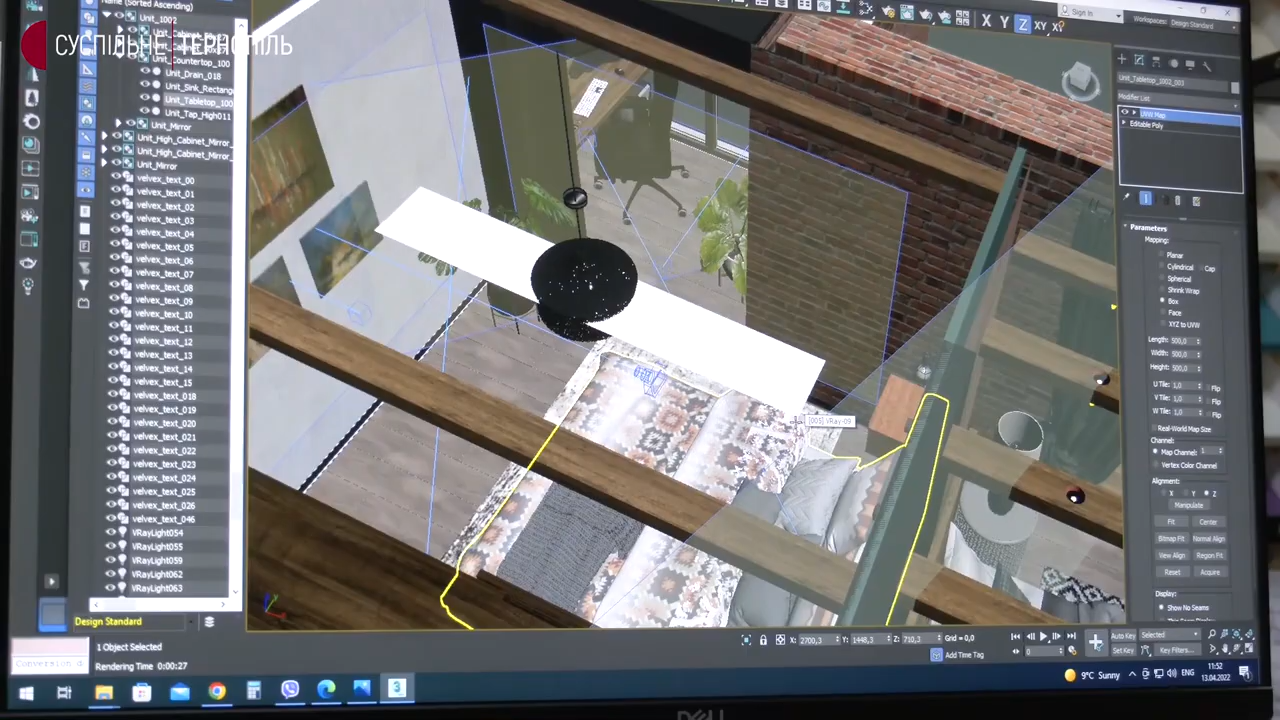 Name (Sorted Ascending)
Unit_1002
СУСПІЛЬНЕ ТЕРНОПІЛЬ
Unit_Countertop_100
Unit_Drain_018
Unit_Sink_Rectang
Unit_Tabletop_100
Unit_Tap_High011
Unit_Mirror
Unit_High_Cabinet_Mirror_
Unit_High_Cabinet_Mirror_
Unit_Mirror
velvex_text_00
velvex_text_01
velvex_text_02
velvex_text_03
velvex_text_04
velvex_text_05
velvex_text_06
velvex_text_07
velvex_text_08
velvex_text_09
velvex_text_10
velvex_text_11
velvex_text_12
velvex_text_13
velvex_text_14
velvex_text_15
velvex_text_018
velvex_text_019
velvex_text_020
velvex_text_021
velvex_text_022
velvex_text_023
velvex_text_024
velvex_text_025
velvex_text_026
velvex_text_046
VRayLight054
VRayLight055
VRayLight059
VRayLight062
VRayLight063
Design Standard
1 Object Selected
Rendering Time 0:00:27
X Y Z XY
Sign In
Workspaces: Design Standard
Unit_Tabletop_1002_003
Modifier List
UVW Map
Editable Poly
Parameters
Mapping:
Planar
Cylindrical Cap
Spherical
Shrink Wrap
Box
Face
XYZ to UVW
Length: 500,0
Width: 500,0
Height: 500,0
U Tile: 1,0 Flip
V Tile: 1,0 Flip
W Tile: 1,0 Flip
Real-World Map Size
Channel:
Map Channel: 1
Vertex Color Channel
Alignment:
X Y Z
Manipulate
Fit Center
Bitmap Fit Normal Align
View Align Region Fit
Reset Acquire
Display:
Show No Seams
X: 2700,3 Y: 1448,3 Z: 710,3 Grid = 0,0
Add Time Tag
0
Auto Key Selected
Set Key Key Filters...
9°C Sunny
ENG
11:52
13.04.2022
DELL